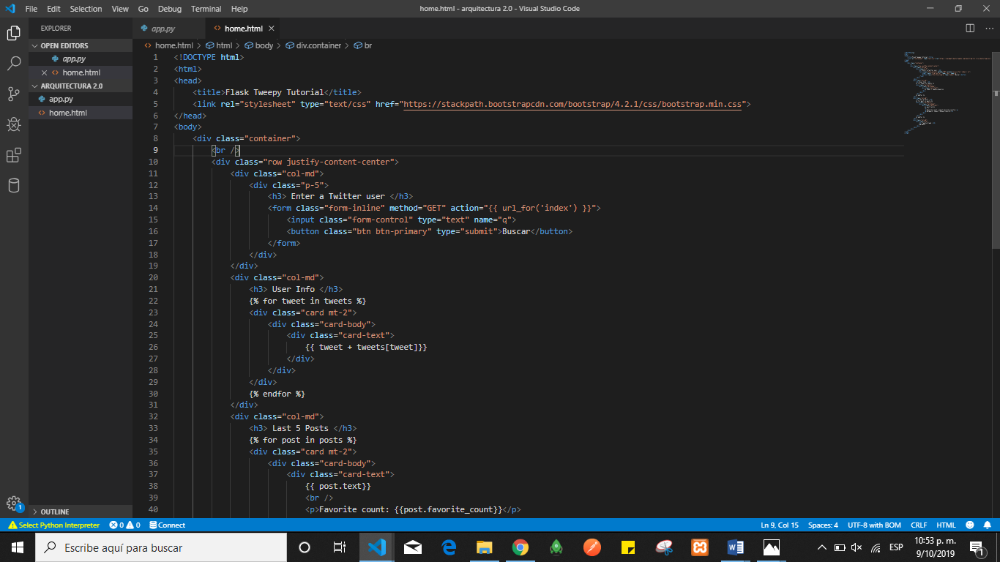 File Edit Selection View Go Debug Terminal Help
home.html - arquitectura 2.0 - Visual Studio Code
EXPLORER
OPEN EDITORS
app.py
home.html
ARQUITECTURA 2.0
app.py
home.html
OUTLINE
app.py
home.html
home.html > html > body > div.container > br
1 <!DOCTYPE html>
2 <html>
3 <head>
4 <title>Flask Tweepy Tutorial</title>
5 <link rel="stylesheet" type="text/css" href="https://stackpath.bootstrapcdn.com/bootstrap/4.2.1/css/bootstrap.min.css">
6 </head>
7 <body>
8 <div class="container">
9 <br />
10 <div class="row justify-content-center">
11 <div class="col-md">
12 <div class="p-5">
13 <h3> Enter a Twitter user </h3>
14 <form class="form-inline" method="GET" action="{{ url_for('index') }}">
15 <input class="form-control" type="text" name="q">
16 <button class="btn btn-primary" type="submit">Buscar</button>
17 </form>
18 </div>
19 </div>
20 <div class="col-md">
21 <h3> User Info </h3>
22 {% for tweet in tweets %}
23 <div class="card mt-2">
24 <div class="card-body">
25 <div class="card-text">
26 {{ tweet + tweets[tweet]}}
27 </div>
28 </div>
29 </div>
30 {% endfor %}
31 </div>
32 <div class="col-md">
33 <h3> Last 5 Posts </h3>
34 {% for post in posts %}
35 <div class="card mt-2">
36 <div class="card-body">
37 <div class="card-text">
38 {{ post.text}}
39 <br />
40 <p>Favorite count: {{post.favorite_count}}</p>
1
Select Python Interpreter 0 0 Connect
Ln 9, Col 15 Spaces: 4 UTF-8 with BOM CRLF HTML
Escribe aquí para buscar
ESP
10:53 p. m.
9/10/2019
1